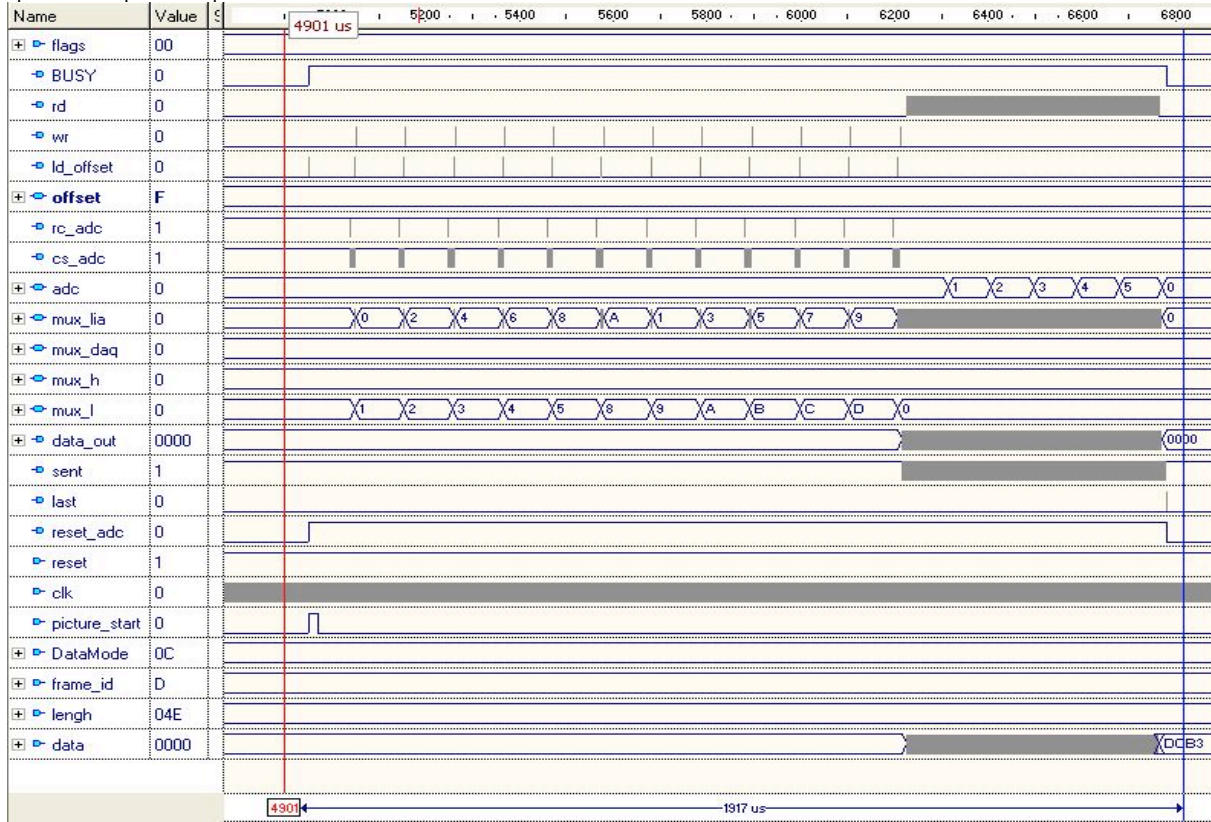 Name Value S 5200 5400 5600 5800 6000 6200 6400 6600 6800
4901 us
flags 00
BUSY 0
rd 0
wr 0
ld_offset 0
offset F
rc_adc 1
cs_adc 1
adc 0 1 2 3 4 5 0
mux_lia 0 0 2 4 6 8 A 1 3 5 7 9 0
mux_daq 0
mux_h 0
mux_l 0 1 2 3 4 5 8 9 A B C D 0
data_out 0000 0000
sent 1
last 0
reset_adc 0
reset 1
clk 0
picture_start 0
DataMode 0C
frame_id D
lengh 04E
data 0000 DCB3
4901 1917 us